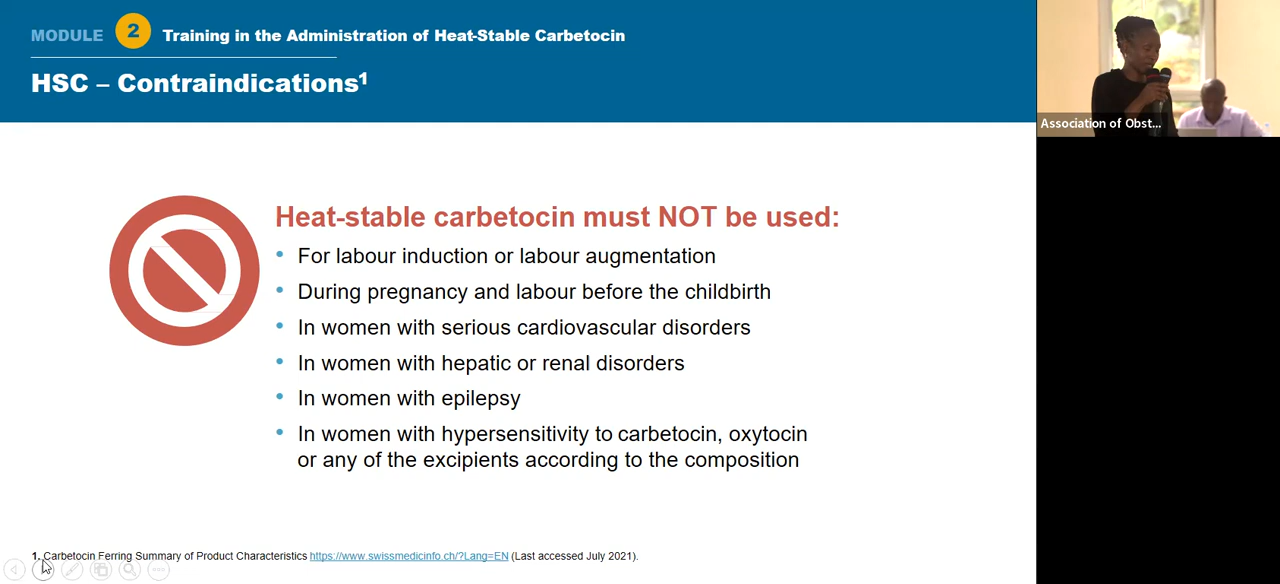 MODULE 2 Training in the Administration of Heat-Stable Carbetocin
HSC – Contraindications1
Heat-stable carbetocin must NOT be used:
• For labour induction or labour augmentation
• During pregnancy and labour before the childbirth
• In women with serious cardiovascular disorders
• In women with hepatic or renal disorders
• In women with epilepsy
• In women with hypersensitivity to carbetocin, oxytocin
or any of the excipients according to the composition
1. Carbetocin Ferring Summary of Product Characteristics https://www.swissmedicinfo.ch/?Lang=EN (Last accessed July 2021).
Association of Obst...